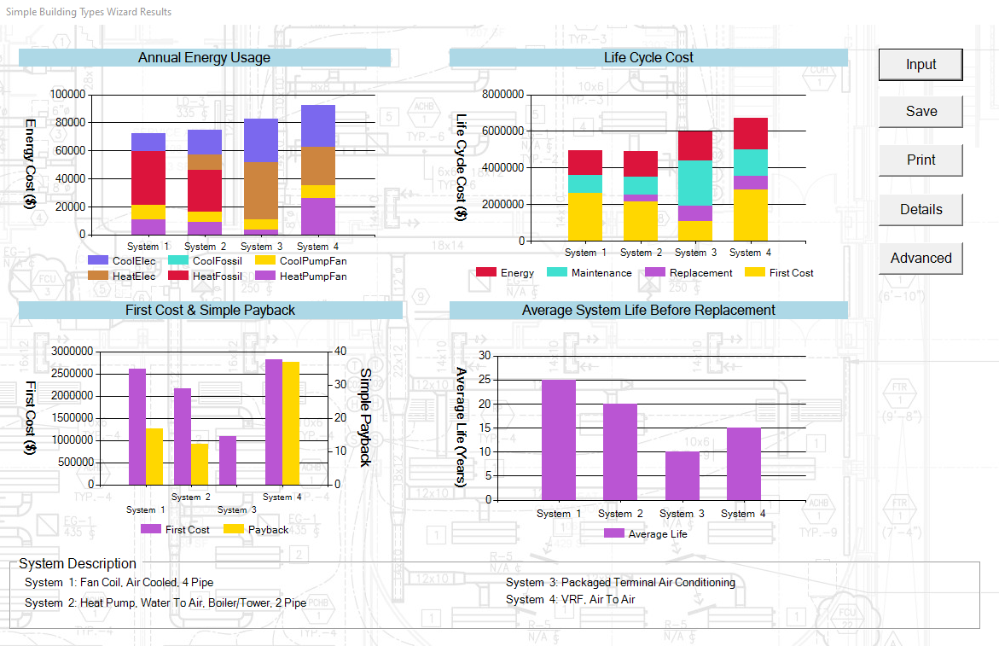 Simple Building Types Wizard Results
Annual Energy Usage
Energy Cost ($)
100000
80000
60000
40000
20000
0
System 1 System 2 System 3 System 4
CoolElec CoolFossil CoolPumpFan
HeatElec HeatFossil HeatPumpFan
Life Cycle Cost
Life Cycle Cost ($)
8000000
6000000
4000000
2000000
0
System 1 System 2 System 3 System 4
Energy Maintenance Replacement First Cost
Input
Save
Print
Details
Advanced
First Cost & Simple Payback
First Cost ($)
3000000
2500000
2000000
1500000
1000000
500000
0
40
30
20
10
0
Simple Payback
System 2 System 4
System 1 System 3
First Cost Payback
Average System Life Before Replacement
Average Life (Years)
30
25
20
15
10
5
0
System 1 System 2 System 3 System 4
Average Life
System Description
System 1: Fan Coil, Air Cooled, 4 Pipe
System 2: Heat Pump, Water To Air, Boiler/Tower, 2 Pipe
System 3: Packaged Terminal Air Conditioning
System 4: VRF, Air To Air